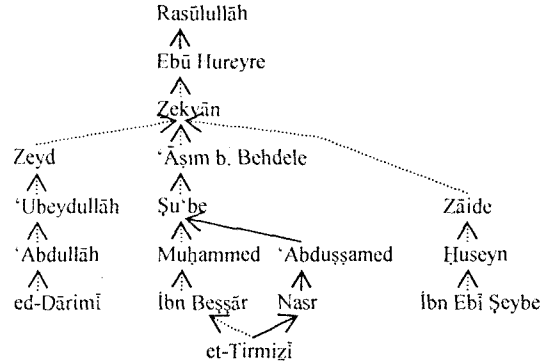 Rasūlullāh
Ebū Hureyre
Ẕekvān
Zeyd ‘Āṣım b. Behdele
‘Ubeydullāh Şu‘be Zāide
‘Abdullāh Muḥammed ‘Abduṣṣamed Ḥuseyn
ed-Dārimī İbn Beşşār Nasr İbn Ebī Şeybe
et-Tirmiẕī